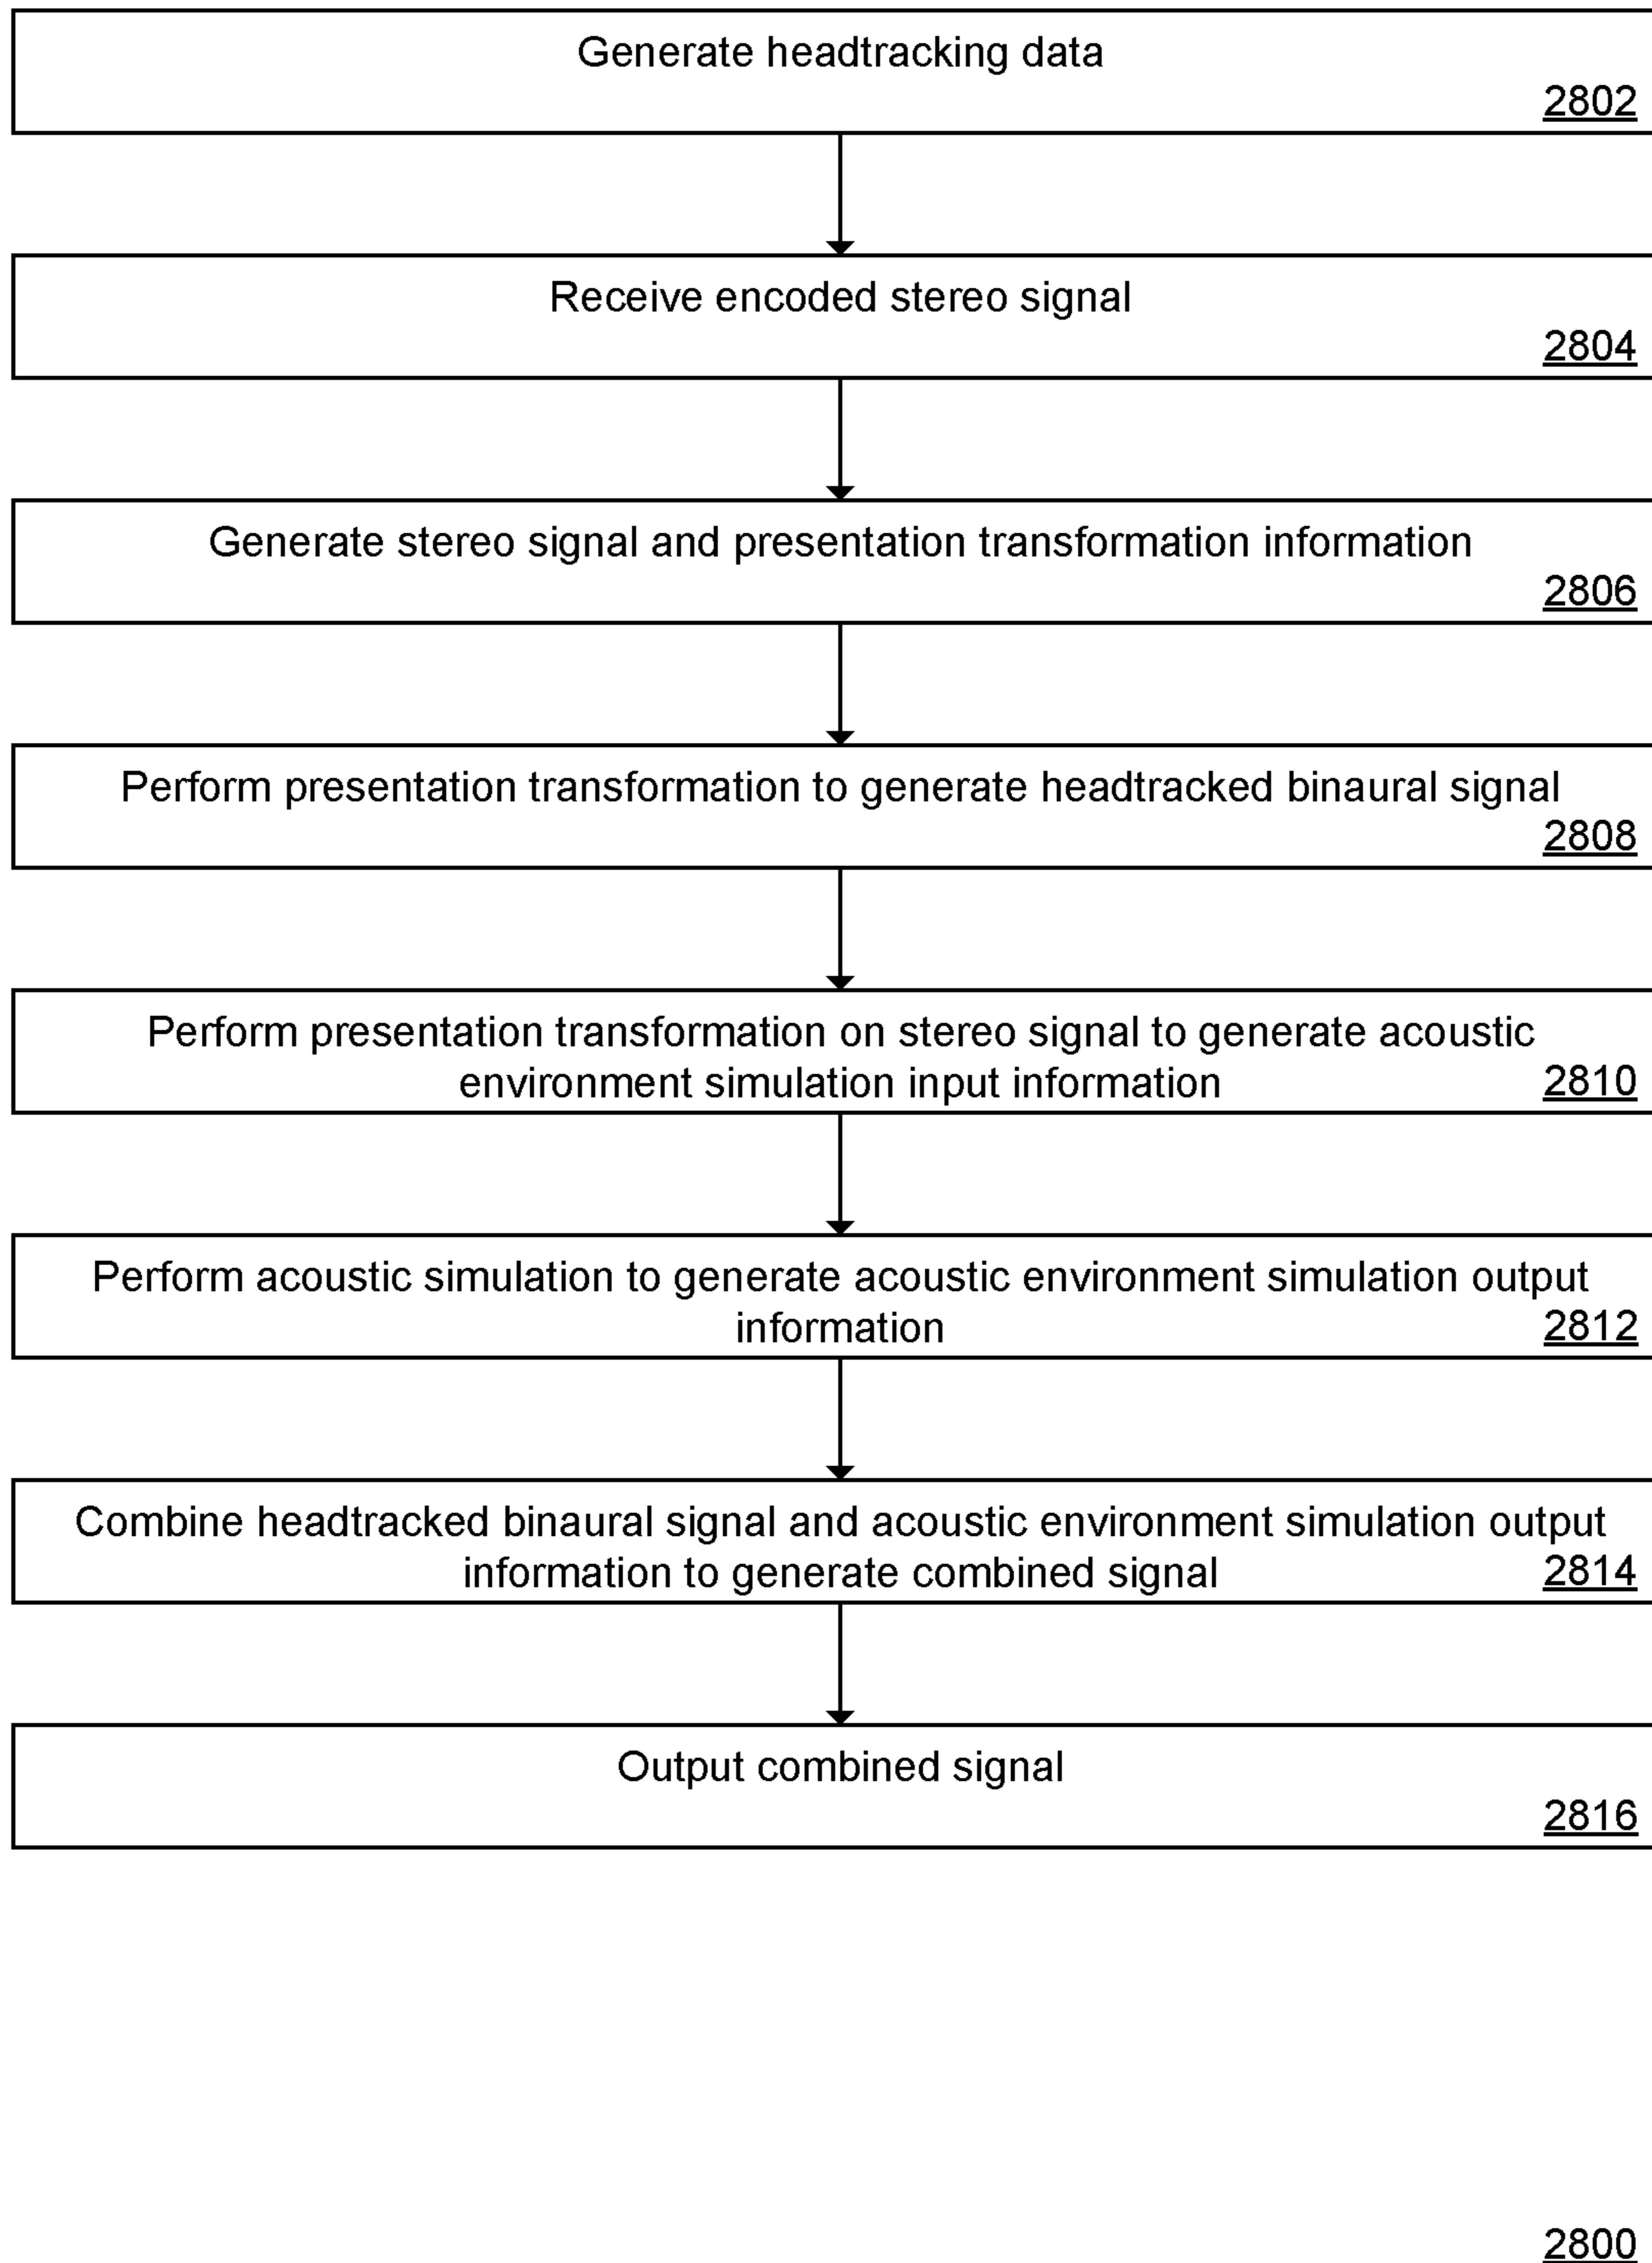 Generate headtracking data
2802
Receive encoded stereo signal
2804
Generate stereo signal and presentation transformation information
2806
Perform presentation transformation to generate headtracked binaural signal
2808
Perform presentation transformation on stereo signal to generate acoustic
environment simulation input information
2810
Perform acoustic simulation to generate acoustic environment simulation output
information
2812
Combine headtracked binaural signal and acoustic environment simulation output
information to generate combined signal
2814
Output combined signal
2816
2800